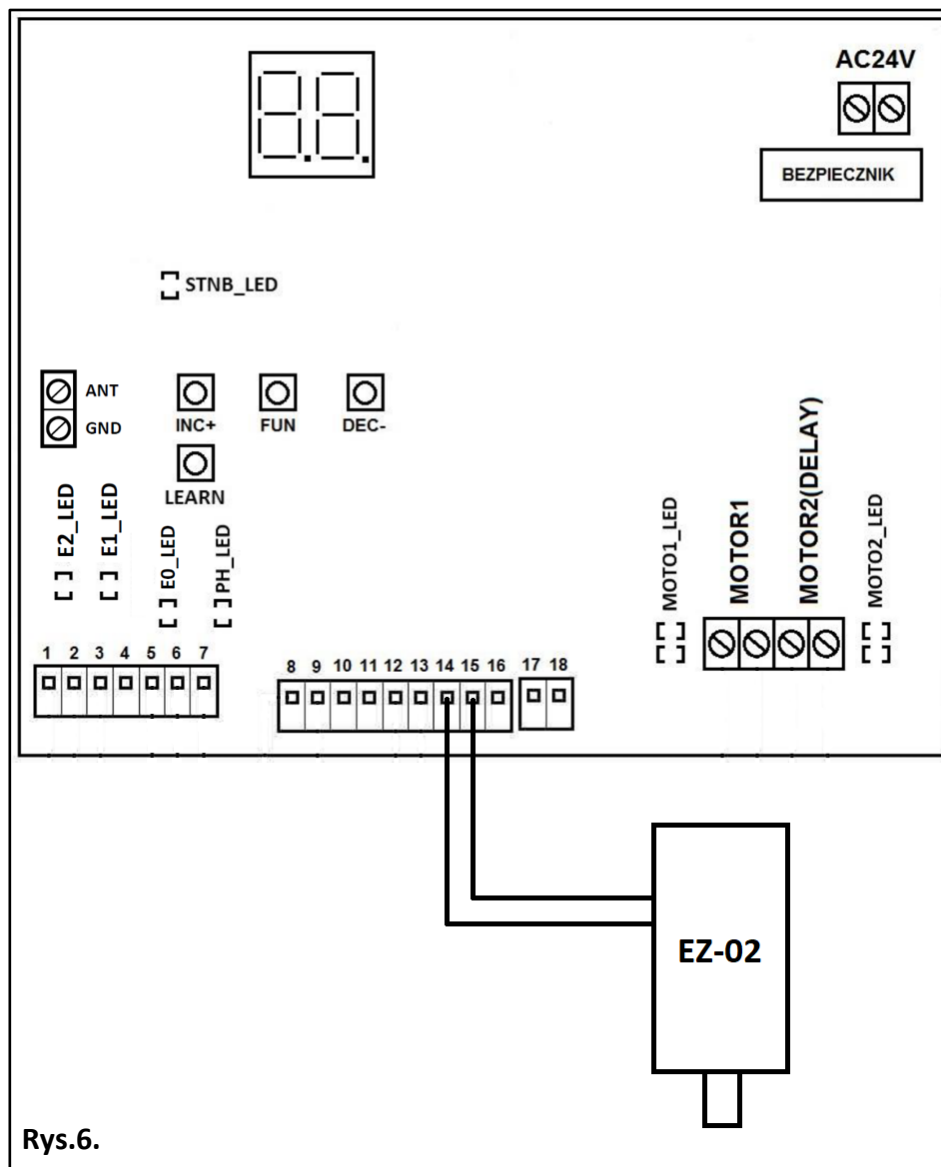 AC24V
BEZPIECZNIK
STNB_LED
ANT
GND
INC+
FUN
DEC-
LEARN
E2_LED
E1_LED
E0_LED
PH_LED
MOTO1_LED
MOTOR1
MOTOR2(DELAY)
MOTO2_LED
1 2 3 4 5 6 7
8 9 10 11 12 13 14 15 16 17 18
EZ-02
Rys.6.